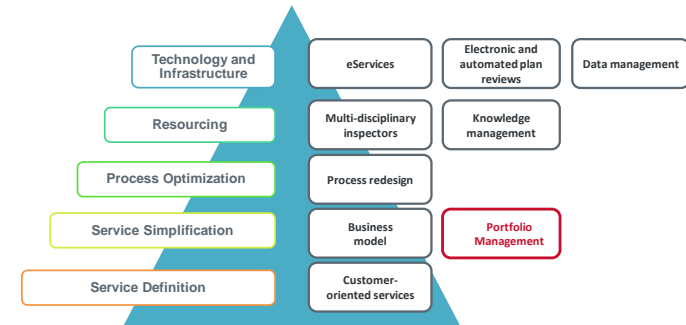 Technology and
Infrastructure
eServices
Electronic and
automated plan
reviews
Data management
Resourcing
Multi-disciplinary
inspectors
Knowledge
management
Process Optimization
Process redesign
Service Simplification
Business
model
Portfolio
Management
Service Definition
Customer-
oriented services